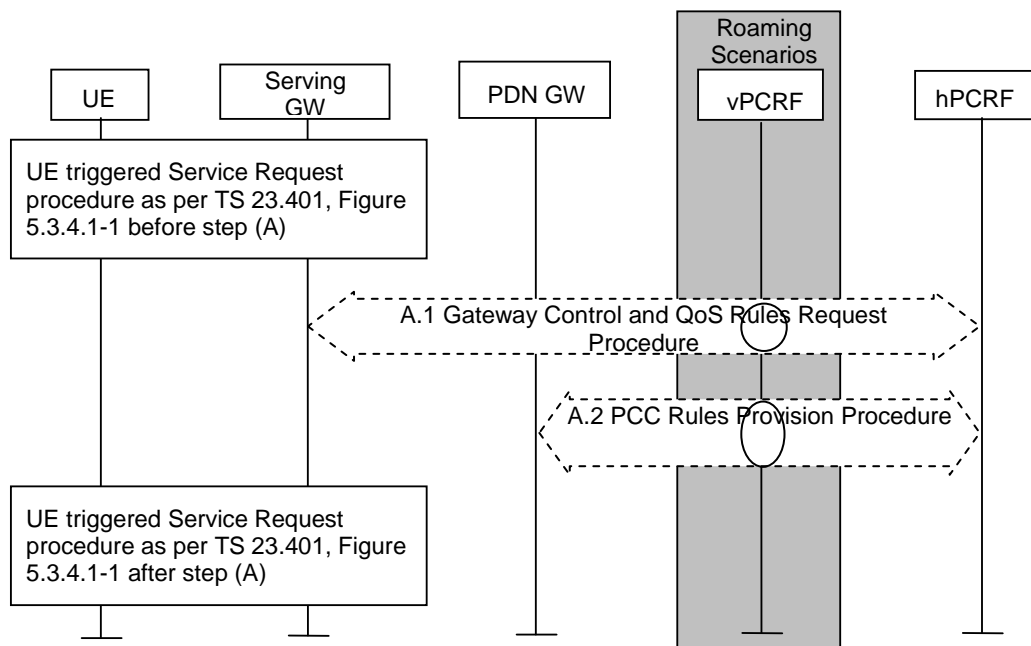 Roaming
Scenarios
UE
Serving
GW
PDN GW
vPCRF
hPCRF
UE triggered Service Request
procedure as per TS 23.401, Figure
5.3.4.1-1 before step (A)
A.1 Gateway Control and QoS Rules Request
Procedure
A.2 PCC Rules Provision Procedure
UE triggered Service Request
procedure as per TS 23.401, Figure
5.3.4.1-1 after step (A)